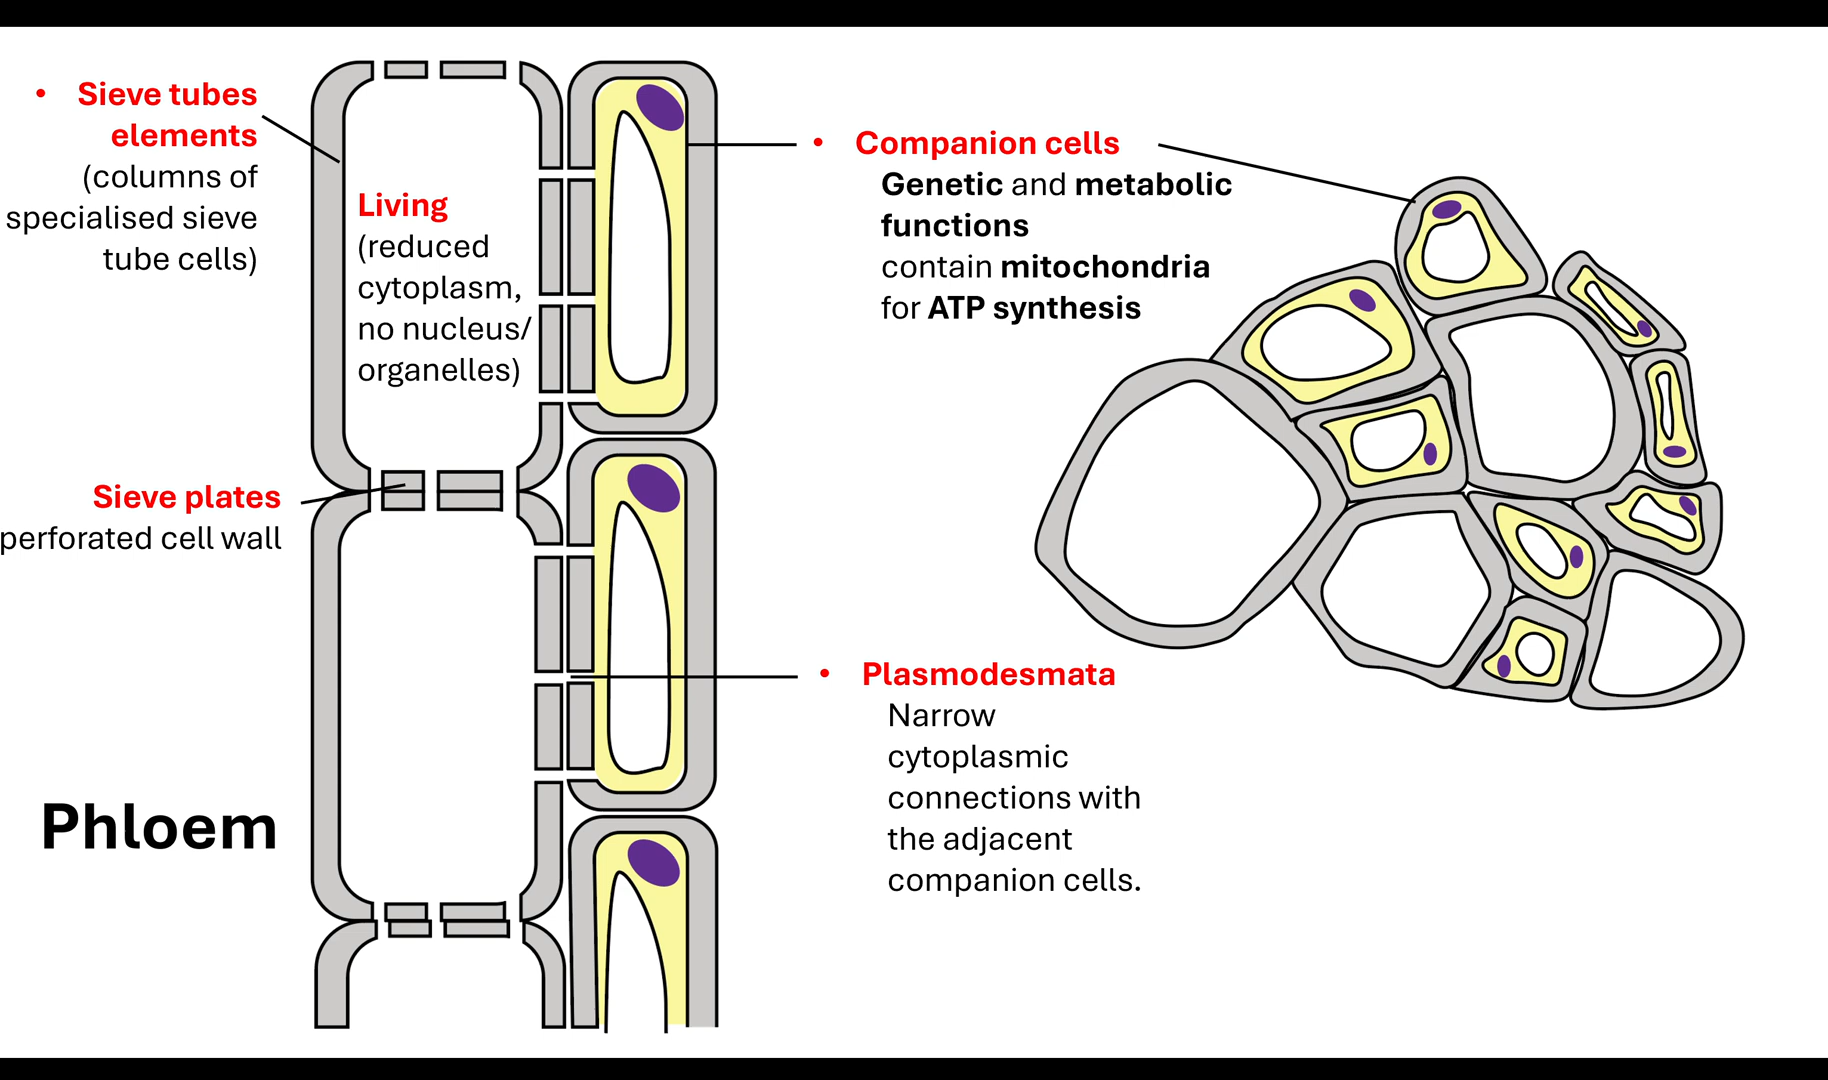 • Sieve tubes
elements
(columns of
specialised sieve
tube cells)
Living
(reduced
cytoplasm,
no nucleus/
organelles)
• Companion cells
Genetic and metabolic
functions
contain mitochondria
for ATP synthesis
Sieve plates
perforated cell wall
• Plasmodesmata
Narrow
cytoplasmic
connections with
the adjacent
companion cells.
Phloem